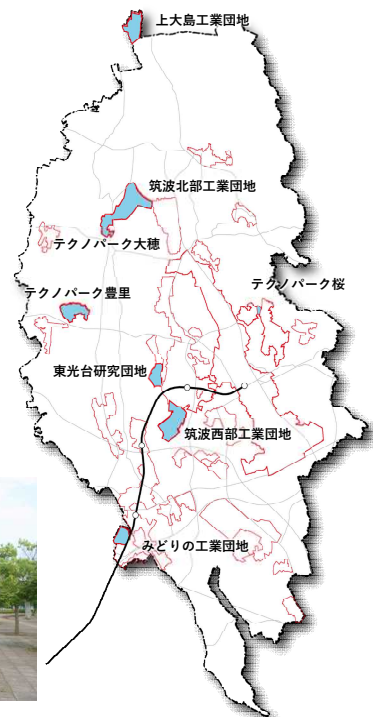 上大島工業団地
筑波北部工業団地
テクノパーク大穂
テクノパーク豊里
テクノパーク桜
東光台研究団地
筑波西部工業団地
みどりの工業団地